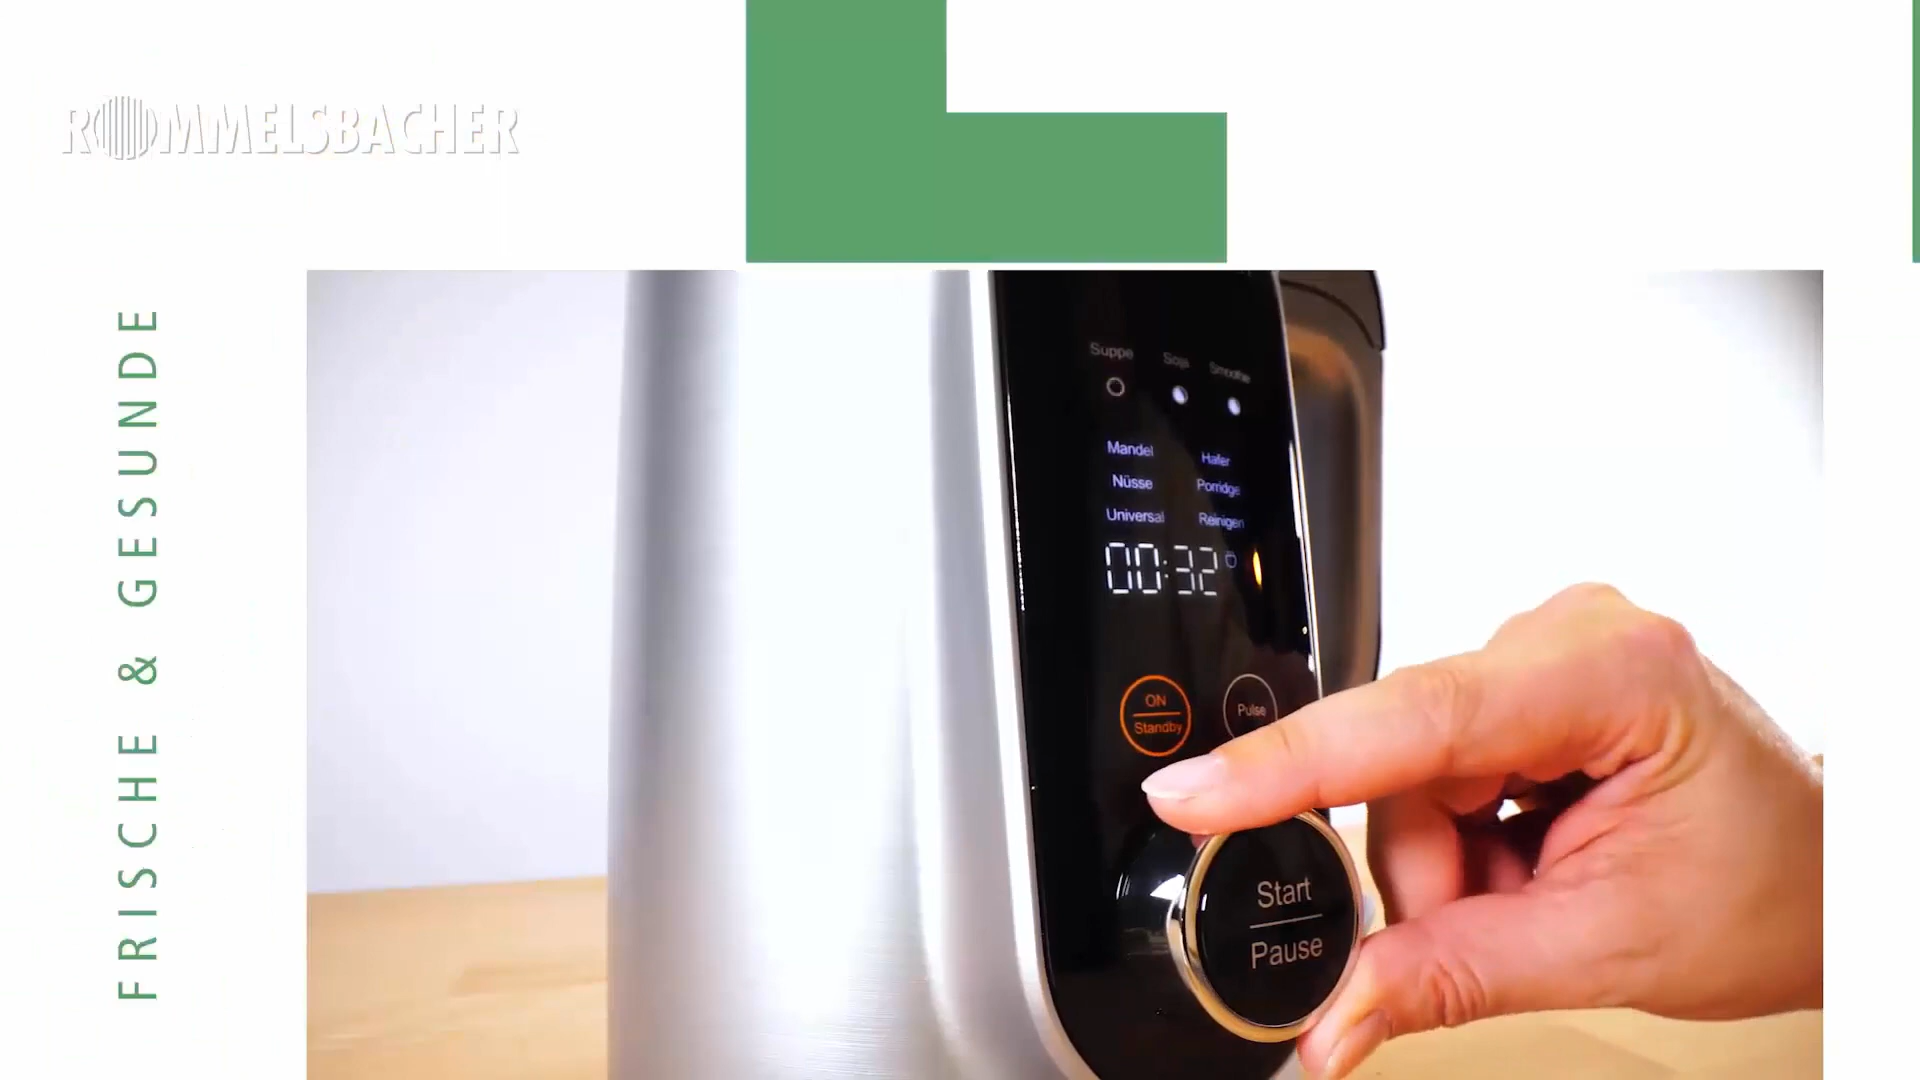 ROMMELSBACHER
FRISCHE & GESUNDE
Suppe Soja Smoothie
Mandel Hafer
Nüsse Porridge
Universal Reinigen
00:32
ON
Standby
Pulse
Start
Pause